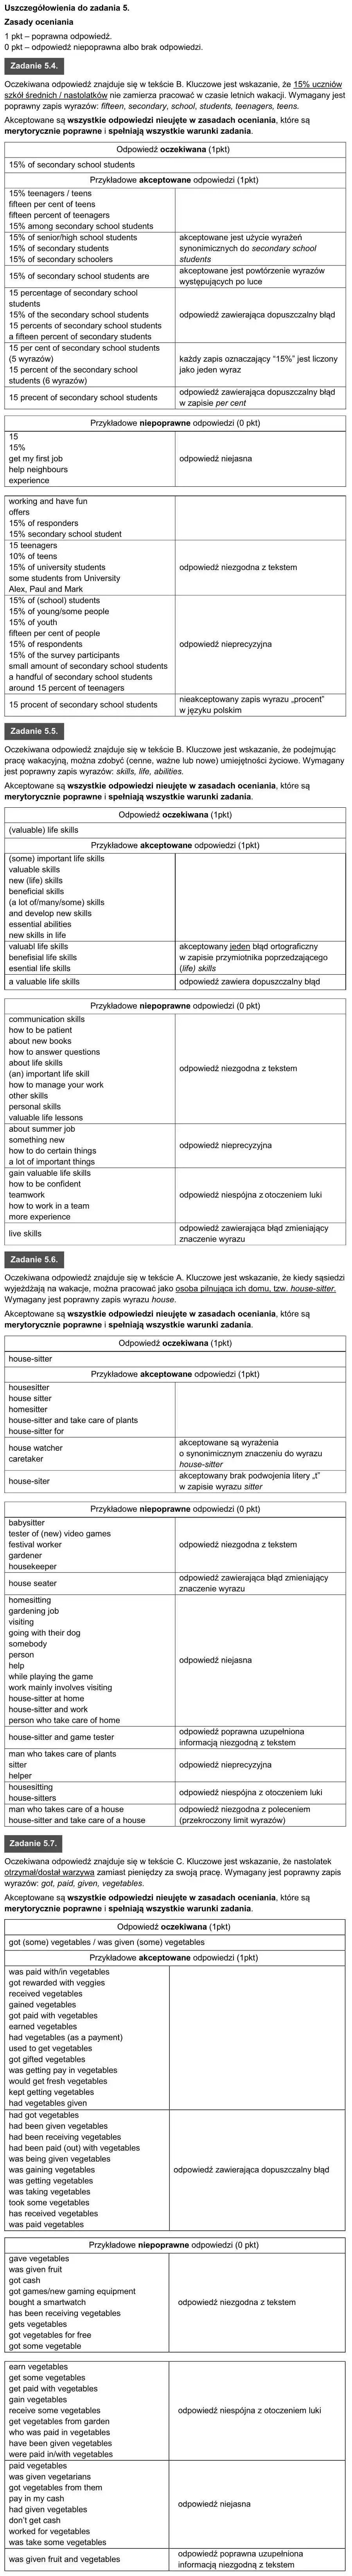 Uszczegółowienia do zadania 5.
Zasady oceniania
1 pkt – poprawna odpowiedź.
0 pkt – odpowiedź niepoprawna albo brak odpowiedzi.
Zadanie 5.4.
Oczekiwana odpowiedź znajduje się w tekście B. Kluczowe jest wskazanie, że 15% uczniów
szkół średnich / nastolatków nie zamierza pracować w czasie letnich wakacji. Wymagany jest
poprawny zapis wyrazów: fifteen, secondary, school, students, teenagers, teens.
Akceptowane są wszystkie odpowiedzi nieujęte w zasadach oceniania, które są
merytorycznie poprawne i spełniają wszystkie warunki zadania.
Odpowiedź oczekiwana (1pkt)
15% of secondary school students
Przykładowe akceptowane odpowiedzi (1pkt)
15% teenagers / teens
fifteen per cent of teens
fifteen percent of teenagers
15% among secondary school students
15% of senior/high school students
15% of secondary students
15% of secondary schoolers
akceptowane jest użycie wyrażeń
synonimicznych do secondary school
students
15% of secondary school students are
akceptowane jest powtórzenie wyrazów
występujących po luce
15 percentage of secondary school
students
15% of the secondary school students
15 percents of secondary school students
a fifteen percent of secondary students
odpowiedź zawierająca dopuszczalny błąd
15 per cent of secondary school students
(5 wyrazów)
15 percent of the secondary school
students (6 wyrazów)
każdy zapis oznaczający “15%” jest liczony
jako jeden wyraz
15 precent of secondary school students
odpowiedź zawierająca dopuszczalny błąd
w zapisie per cent
Przykładowe niepoprawne odpowiedzi (0 pkt)
15
15%
get my first job
help neighbours
experience
odpowiedź niejasna
working and have fun
offers
15% of responders
15% secondary school student
15 teenagers
10% of teens
15% of university students
some students from University
Alex, Paul and Mark
odpowiedź niezgodna z tekstem
15% of (school) students
15% of young/some people
15% of youth
fifteen per cent of people
15% of respondents
15% of the survey participants
small amount of secondary school students
a handful of secondary school students
around 15 percent of teenagers
odpowiedź nieprecyzyjna
15 procent of secondary school students
nieakceptowany zapis wyrazu „procent”
w języku polskim
Zadanie 5.5.
Oczekiwana odpowiedź znajduje się w tekście B. Kluczowe jest wskazanie, że podejmując
pracę wakacyjną, można zdobyć (cenne, ważne lub nowe) umiejętności życiowe. Wymagany
jest poprawny zapis wyrazów: skills, life, abilities.
Akceptowane są wszystkie odpowiedzi nieujęte w zasadach oceniania, które są
merytorycznie poprawne i spełniają wszystkie warunki zadania.
Odpowiedź oczekiwana (1pkt)
(valuable) life skills
Przykładowe akceptowane odpowiedzi (1pkt)
(some) important life skills
valuable skills
new (life) skills
beneficial skills
(a lot of/many/some) skills
and develop new skills
essential abilities
new skills in life
valuabl life skills
benefisial life skills
esential life skills
akceptowany jeden błąd ortograficzny
w zapisie przymiotnika poprzedzającego
(life) skills
a valuable life skills
odpowiedź zawiera dopuszczalny błąd
Przykładowe niepoprawne odpowiedzi (0 pkt)
communication skills
how to be patient
about new books
how to answer questions
about life skills
(an) important life skill
how to manage your work
other skills
personal skills
valuable life lessons
odpowiedź niezgodna z tekstem
about summer job
something new
how to do certain things
a lot of important things
odpowiedź nieprecyzyjna
gain valuable life skills
how to be confident
teamwork
how to work in a team
more experience
odpowiedź niespójna z otoczeniem luki
live skills
odpowiedź zawierająca błąd zmieniający
znaczenie wyrazu
Zadanie 5.6.
Oczekiwana odpowiedź znajduje się w tekście A. Kluczowe jest wskazanie, że kiedy sąsiedzi
wyjeżdżają na wakacje, można pracować jako osoba pilnująca ich domu, tzw. house-sitter.
Wymagany jest poprawny zapis wyrazu house.
Akceptowane są wszystkie odpowiedzi nieujęte w zasadach oceniania, które są
merytorycznie poprawne i spełniają wszystkie warunki zadania.
Odpowiedź oczekiwana (1pkt)
house-sitter
Przykładowe akceptowane odpowiedzi (1pkt)
housesitter
house sitter
homesitter
house-sitter and take care of plants
house-sitter for
house watcher
caretaker
akceptowane są wyrażenia
o synonimicznym znaczeniu do wyrazu
house-sitter
house-siter
akceptowany brak podwojenia litery „t”
w zapisie wyrazu sitter
Przykładowe niepoprawne odpowiedzi (0 pkt)
babysitter
tester of (new) video games
festival worker
gardener
housekeeper
odpowiedź niezgodna z tekstem
house seater
odpowiedź zawierająca błąd zmieniający
znaczenie wyrazu
homesitting
gardening job
visiting
going with their dog
somebody
person
help
while playing the game
work mainly involves visiting
house-sitter at home
house-sitter and work
person who take care of home
odpowiedź niejasna
house-sitter and game tester
odpowiedź poprawna uzupełniona
informacją niezgodną z tekstem
man who takes care of plants
sitter
helper
odpowiedź nieprecyzyjna
housesitting
house-sitters
odpowiedź niespójna z otoczeniem luki
man who takes care of a house
house-sitter and take care of a house
odpowiedź niezgodna z poleceniem
(przekroczony limit wyrazów)
Zadanie 5.7.
Oczekiwana odpowiedź znajduje się w tekście C. Kluczowe jest wskazanie, że nastolatek
otrzymał/dostał warzywa zamiast pieniędzy za swoją pracę. Wymagany jest poprawny zapis
wyrazów: got, paid, given, vegetables.
Akceptowane są wszystkie odpowiedzi nieujęte w zasadach oceniania, które są
merytorycznie poprawne i spełniają wszystkie warunki zadania.
Odpowiedź oczekiwana (1pkt)
got (some) vegetables / was given (some) vegetables
Przykładowe akceptowane odpowiedzi (1pkt)
was paid with/in vegetables
got rewarded with veggies
received vegetables
gained vegetables
got paid with vegetables
earned vegetables
had vegetables (as a payment)
used to get vegetables
got gifted vegetables
was getting pay in vegetables
would get fresh vegetables
kept getting vegetables
had vegetables given
had got vegetables
had been given vegetables
had been receiving vegetables
had been paid (out) with vegetables
was being given vegetables
was gaining vegetables
was getting vegetables
was taking vegetables
took some vegetables
has received vegetables
was paid vegetables
odpowiedź zawierająca dopuszczalny błąd
Przykładowe niepoprawne odpowiedzi (0 pkt)
gave vegetables
was given fruit
got cash
got games/new gaming equipment
bought a smartwatch
has been receiving vegetables
gets vegetables
got vegetables for free
got some vegetable
odpowiedź niezgodna z tekstem
earn vegetables
get some vegetables
get paid with vegetables
gain vegetables
receive some vegetables
get vegetables from garden
who was paid in vegetables
have been given vegetables
were paid in/with vegetables
odpowiedź niespójna z otoczeniem luki
paid vegetables
was given vegetarians
got vegetables from them
pay in my cash
had given vegetables
don’t get cash
worked for vegetables
was take some vegetables
odpowiedź niejasna
was given fruit and vegetables
odpowiedź poprawna uzupełniona
informacją niezgodną z tekstem